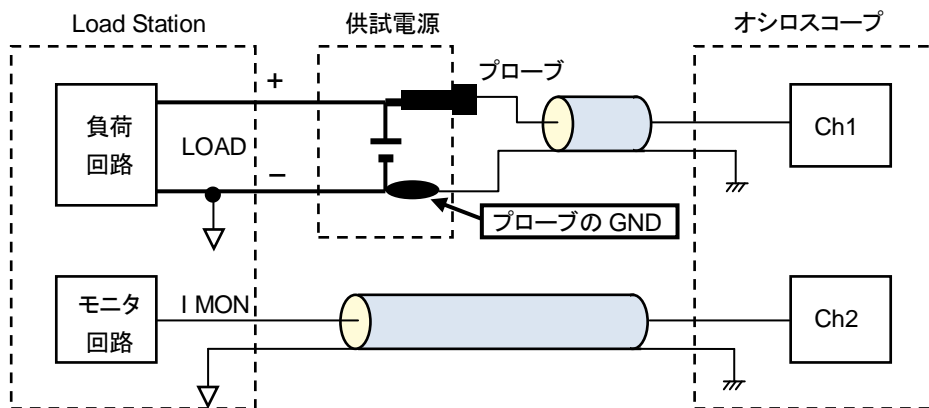 Load Station
供試電源
オシロスコープ
プローブ
+
負荷
回路
LOAD
Ch1
−
プローブの GND
モニタ
回路
I MON
Ch2